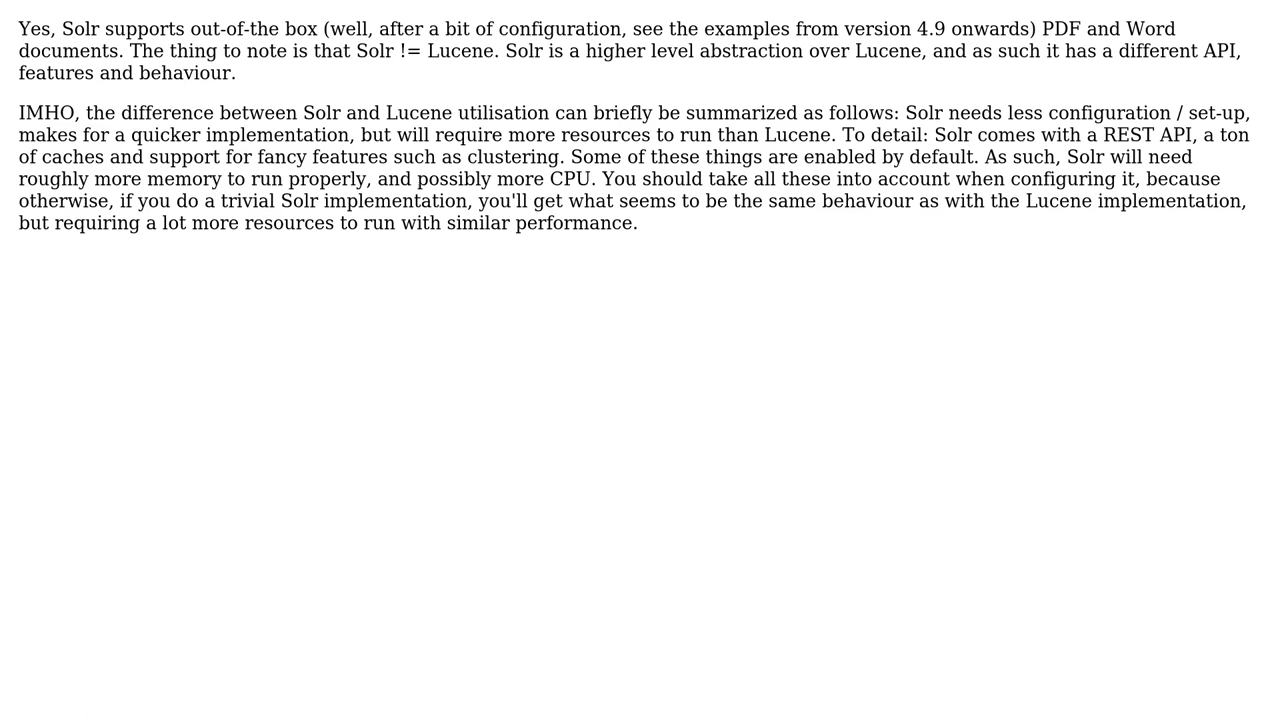 Yes, Solr supports out-of-the box (well, after a bit of configuration, see the examples from version 4.9 onwards) PDF and Word
documents. The thing to note is that Solr != Lucene. Solr is a higher level abstraction over Lucene, and as such it has a different API,
features and behaviour.
IMHO, the difference between Solr and Lucene utilisation can briefly be summarized as follows: Solr needs less configuration / set-up,
makes for a quicker implementation, but will require more resources to run than Lucene. To detail: Solr comes with a REST API, a ton
of caches and support for fancy features such as clustering. Some of these things are enabled by default. As such, Solr will need
roughly more memory to run properly, and possibly more CPU. You should take all these into account when configuring it, because
otherwise, if you do a trivial Solr implementation, you'll get what seems to be the same behaviour as with the Lucene implementation,
but requiring a lot more resources to run with similar performance.